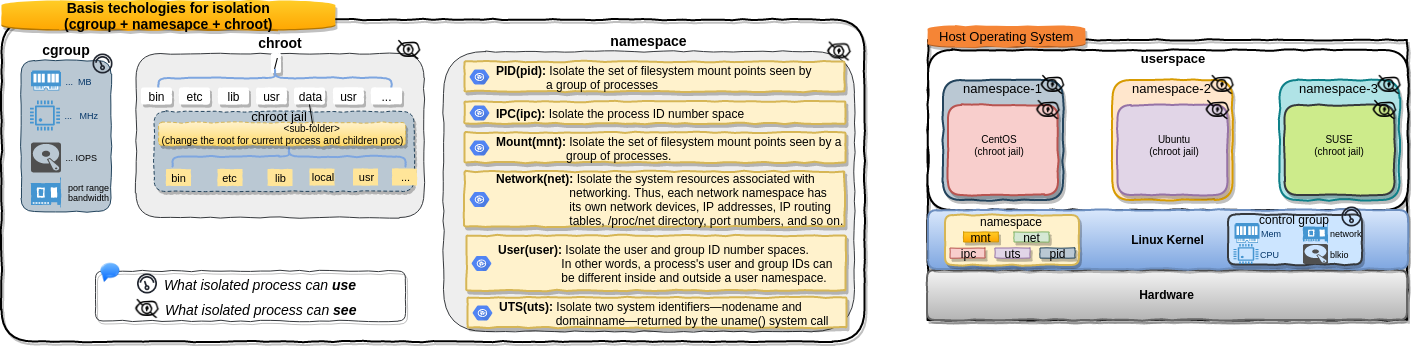 Basis techologies for isolation
(cgroup + namesapce + chroot)
cgroup
... MB
... MHz
... IOPS
port range
bandwidth
chroot
/
bin
etc
lib
usr
data
usr
...
chroot jail
<sub-folder>
(change the root for current process and children proc)
bin
etc
lib
local
usr
...
What isolated process can use
What isolated process can see
namespace
PID(pid): Isolate the set of filesystem mount points seen by
a group of processes
IPC(ipc): Isolate the process ID number space
Mount(mnt): Isolate the set of filesystem mount points seen by a
group of processes.
Network(net): Isolate the system resources associated with
networking. Thus, each network namespace has
its own network devices, IP addresses, IP routing
tables, /proc/net directory, port numbers, and so on.
User(user): Isolate the user and group ID number spaces.
In other words, a process's user and group IDs can
be different inside and outside a user namespace.
UTS(uts): Isolate two system identifiers—nodename and
domainname—returned by the uname() system call
Host Operating System
userspace
namespace-1
CentOS
(chroot jail)
namespace-2
Ubuntu
(chroot jail)
namespace-3
SUSE
(chroot jail)
namespace
mnt
net
ipc
uts
pid
Linux Kernel
control group
Mem
network
CPU
blkio
Hardware